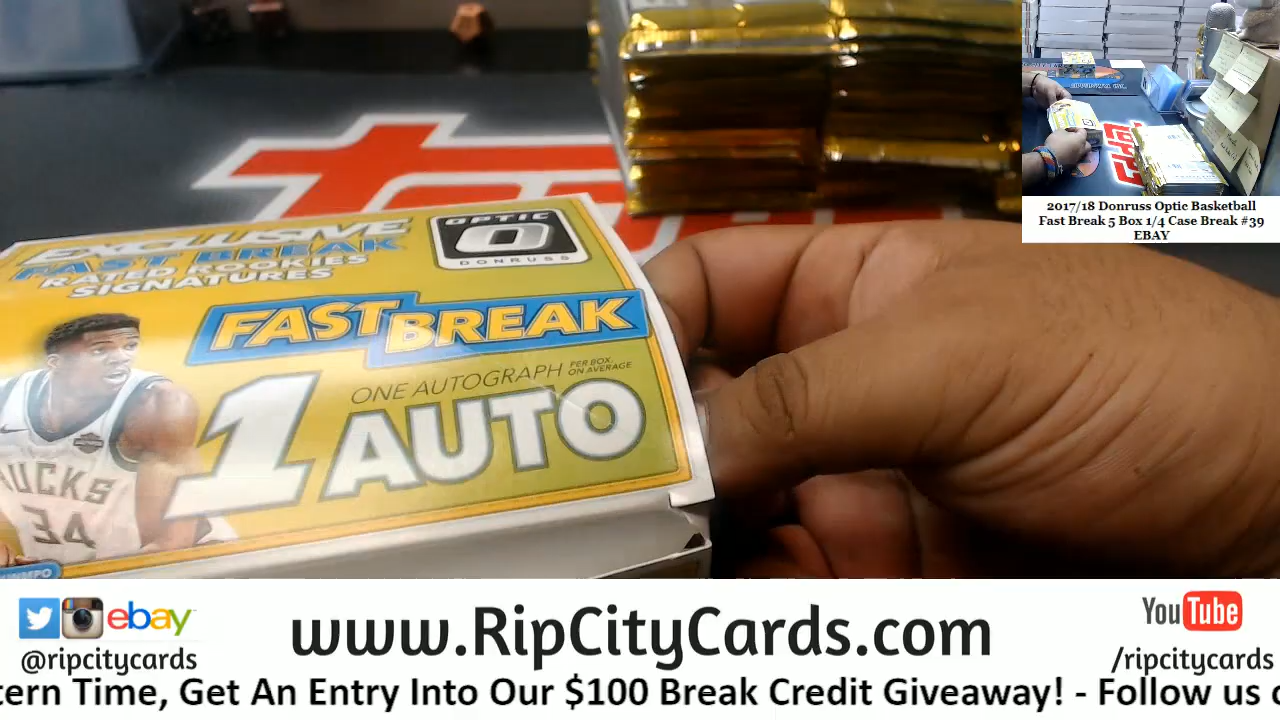 EXCLUSIVE
FAST BREAK
RATED ROOKIES
SIGNATURES
OPTIC
DONRUSS
FAST BREAK
ONE AUTOGRAPH PER BOX, ON AVERAGE
1 AUTO
BUCKS
34
2017/18 Donruss Optic Basketball
Fast Break 5 Box 1/4 Case Break #39
EBAY
ebay
@ripcitycards
www.RipCityCards.com
YouTube
/ripcitycards
Time, Get An Entry Into Our $100 Break Credit Giveaway! - Follow us